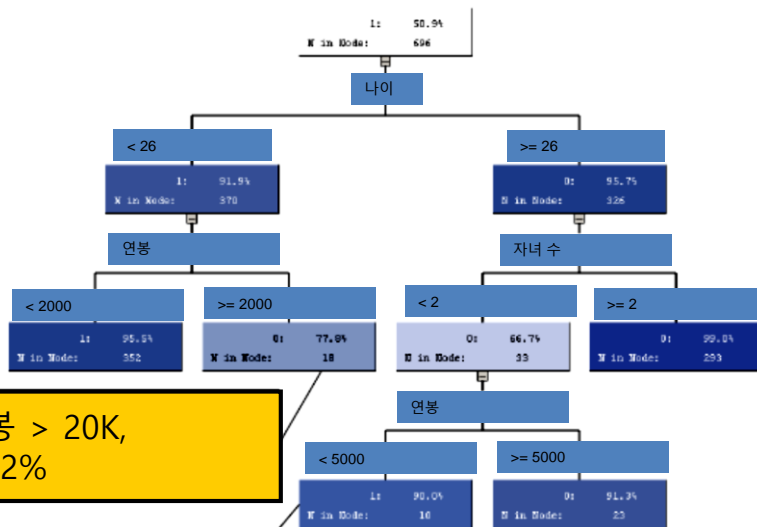 1: 50.9%
N in Node: 696
나이
< 26
>= 26
1: 91.9%
N in Node: 370
0: 95.7%
N in Node: 326
연봉
자녀 수
< 2000
>= 2000
< 2
>= 2
1: 95.5%
N in Node: 352
0: 77.8%
N in Node: 18
0: 66.7%
N in Node: 33
0: 99.0%
N in Node: 293
연봉
> 20K,
2%
< 5000
>= 5000
1: 90.0%
N in Node: 10
0: 91.3%
N in Node: 23